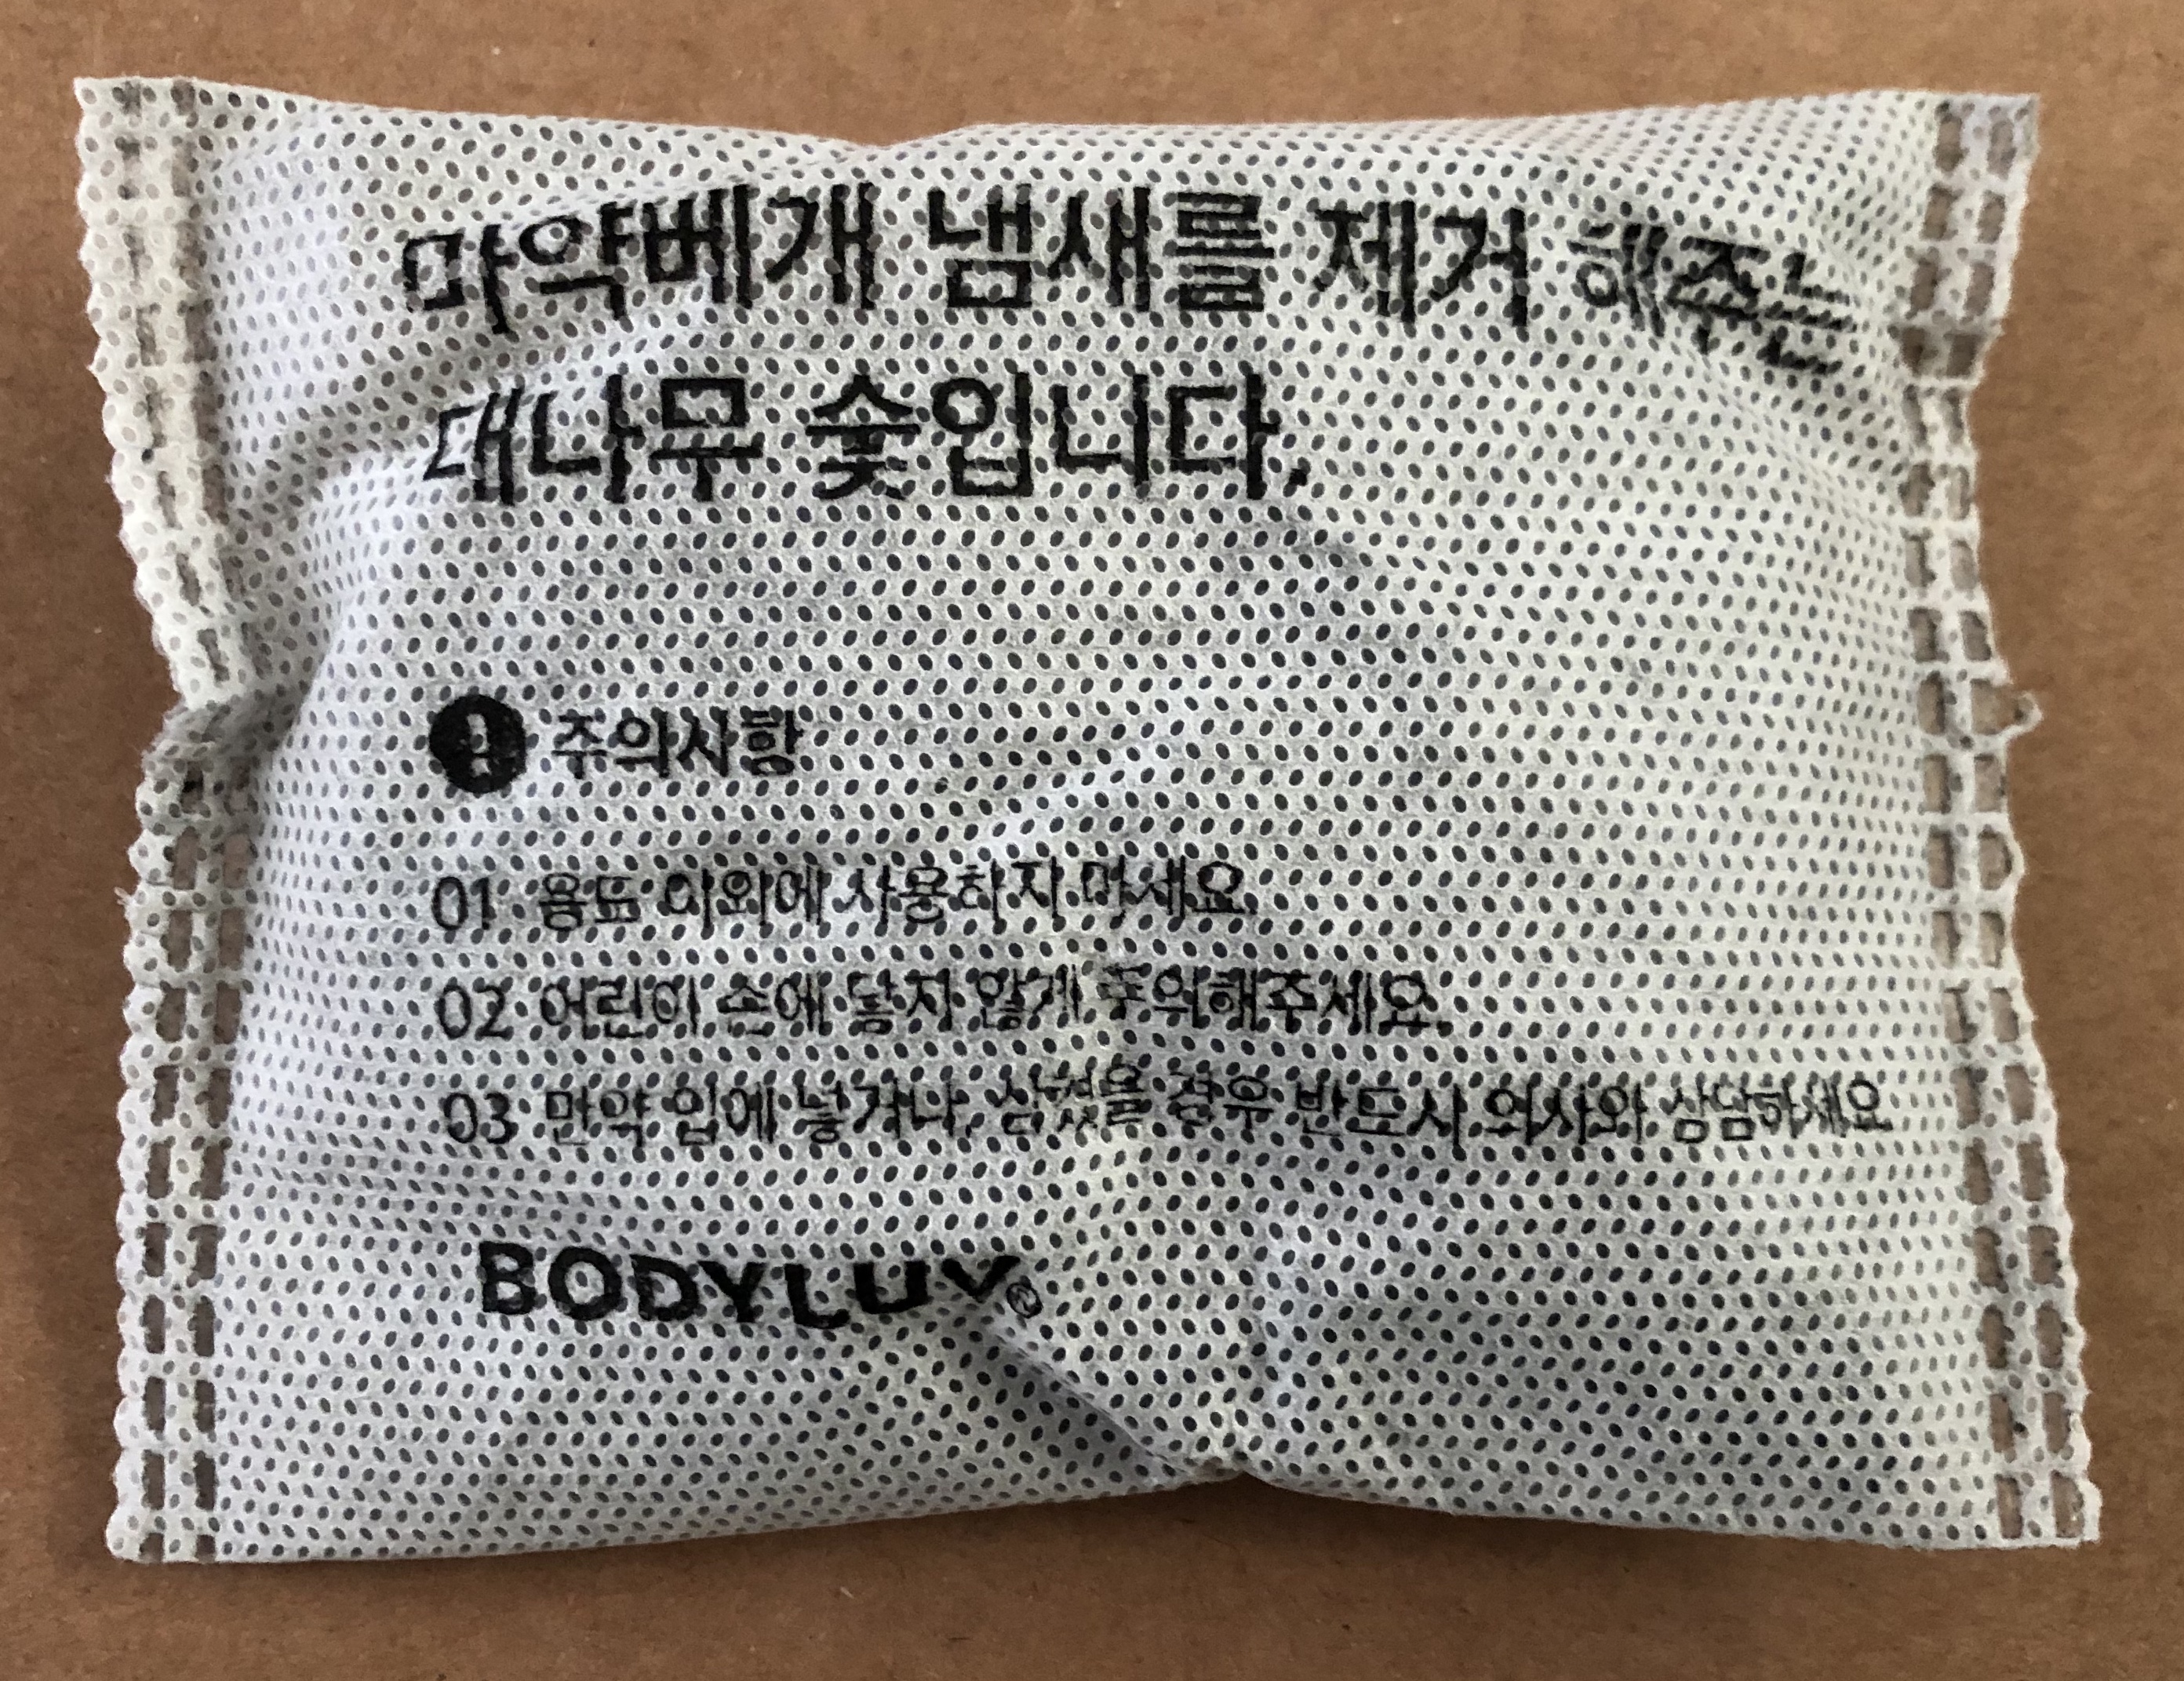 마약베개 냄새를 제거 해주는
대나무 숯입니다.
! 주의사항
01 용도 이외에 사용하지 마세요.
02 어린이 손에 닿지 않게 주의해주세요.
03 만약 입에 넣거나, 삼켰을 경우 반드시 의사와 상담하세요
BODYLUV®